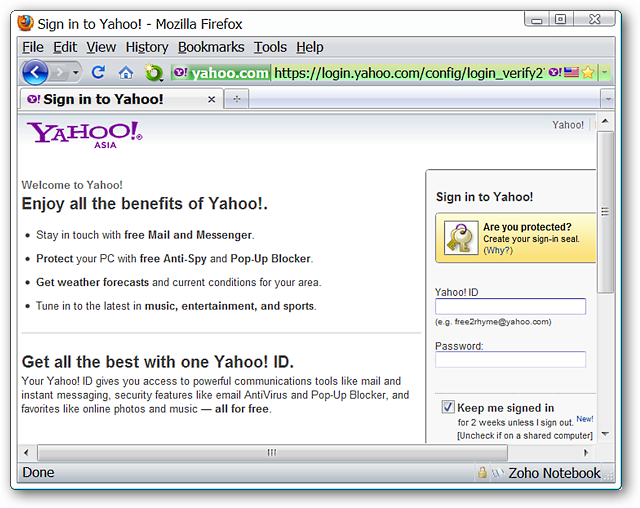 Sign in to Yahoo! - Mozilla Firefox
File Edit View History Bookmarks Tools Help
Y! yahoo.com https://login.yahoo.com/config/login_verify2
Y! Sign in to Yahoo!
YAHOO!®
ASIA
Yahoo!
Welcome to Yahoo!
Enjoy all the benefits of Yahoo!.
• Stay in touch with free Mail and Messenger.
• Protect your PC with free Anti-Spy and Pop-Up Blocker.
• Get weather forecasts and current conditions for your area.
• Tune in to the latest in music, entertainment, and sports.
Get all the best with one Yahoo! ID.
Your Yahoo! ID gives you access to powerful communications tools like mail and
instant messaging, security features like email AntiVirus and Pop-Up Blocker, and
favorites like online photos and music — all for free.
Sign in to Yahoo!
Are you protected?
Create your sign-in seal.
(Why?)
Yahoo! ID
(e.g. free2rhyme@yahoo.com)
Password:
Keep me signed in
for 2 weeks unless I sign out. New!
[Uncheck if on a shared computer]
Done
Zoho Notebook